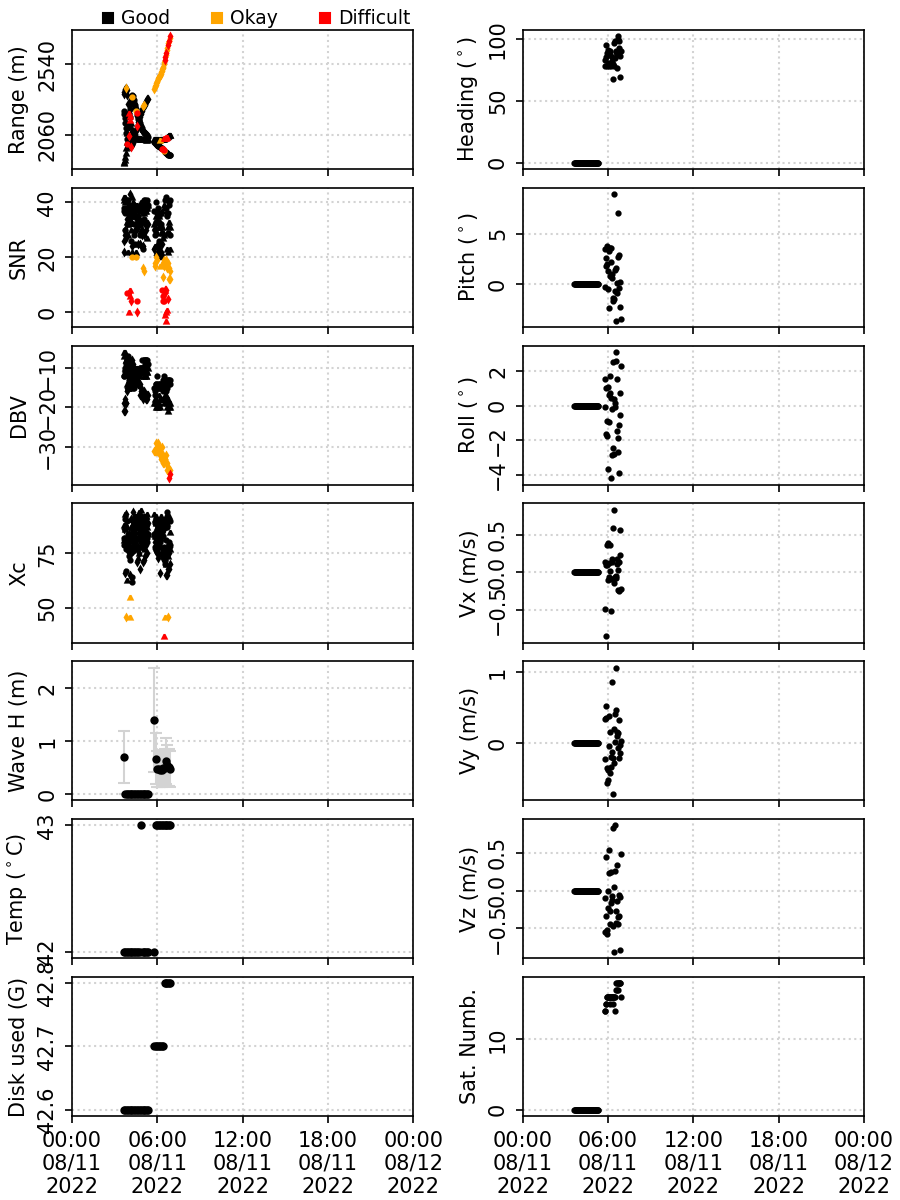 Good Okay Difficult
Range (m)
2540
2060
Heading (°)
100
50
0
SNR
40
20
0
Pitch (°)
5
0
DBV
−10
−20
−30
Roll (°)
2
0
−2
−4
Xc
75
50
Vx (m/s)
0.5
0.0
−0.5
Wave H (m)
2
1
0
Vy (m/s)
1
0
Temp (°C)
43
42
Vz (m/s)
0.5
0.0
−0.5
Disk used (G)
42.8
42.7
42.6
Sat. Numb.
10
0
00:00 06:00 12:00 18:00 00:00
08/11 08/11 08/11 08/11 08/12
2022 2022 2022 2022 2022
00:00 06:00 12:00 18:00 00:00
08/11 08/11 08/11 08/11 08/12
2022 2022 2022 2022 2022